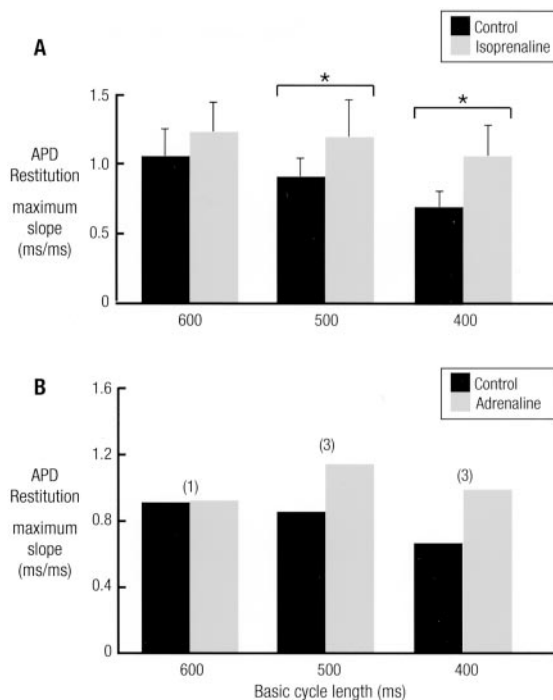 Control
Isoprenaline
A
1.5
1.0
0.5
0
APD
Restitution
maximum
slope
(ms/ms)
*
*
600
500
400
Control
Adrenaline
B
1.6
1.2
0.8
0.4
0
APD
Restitution
maximum
slope
(ms/ms)
(1)
(3)
(3)
600
500
400
Basic cycle length (ms)